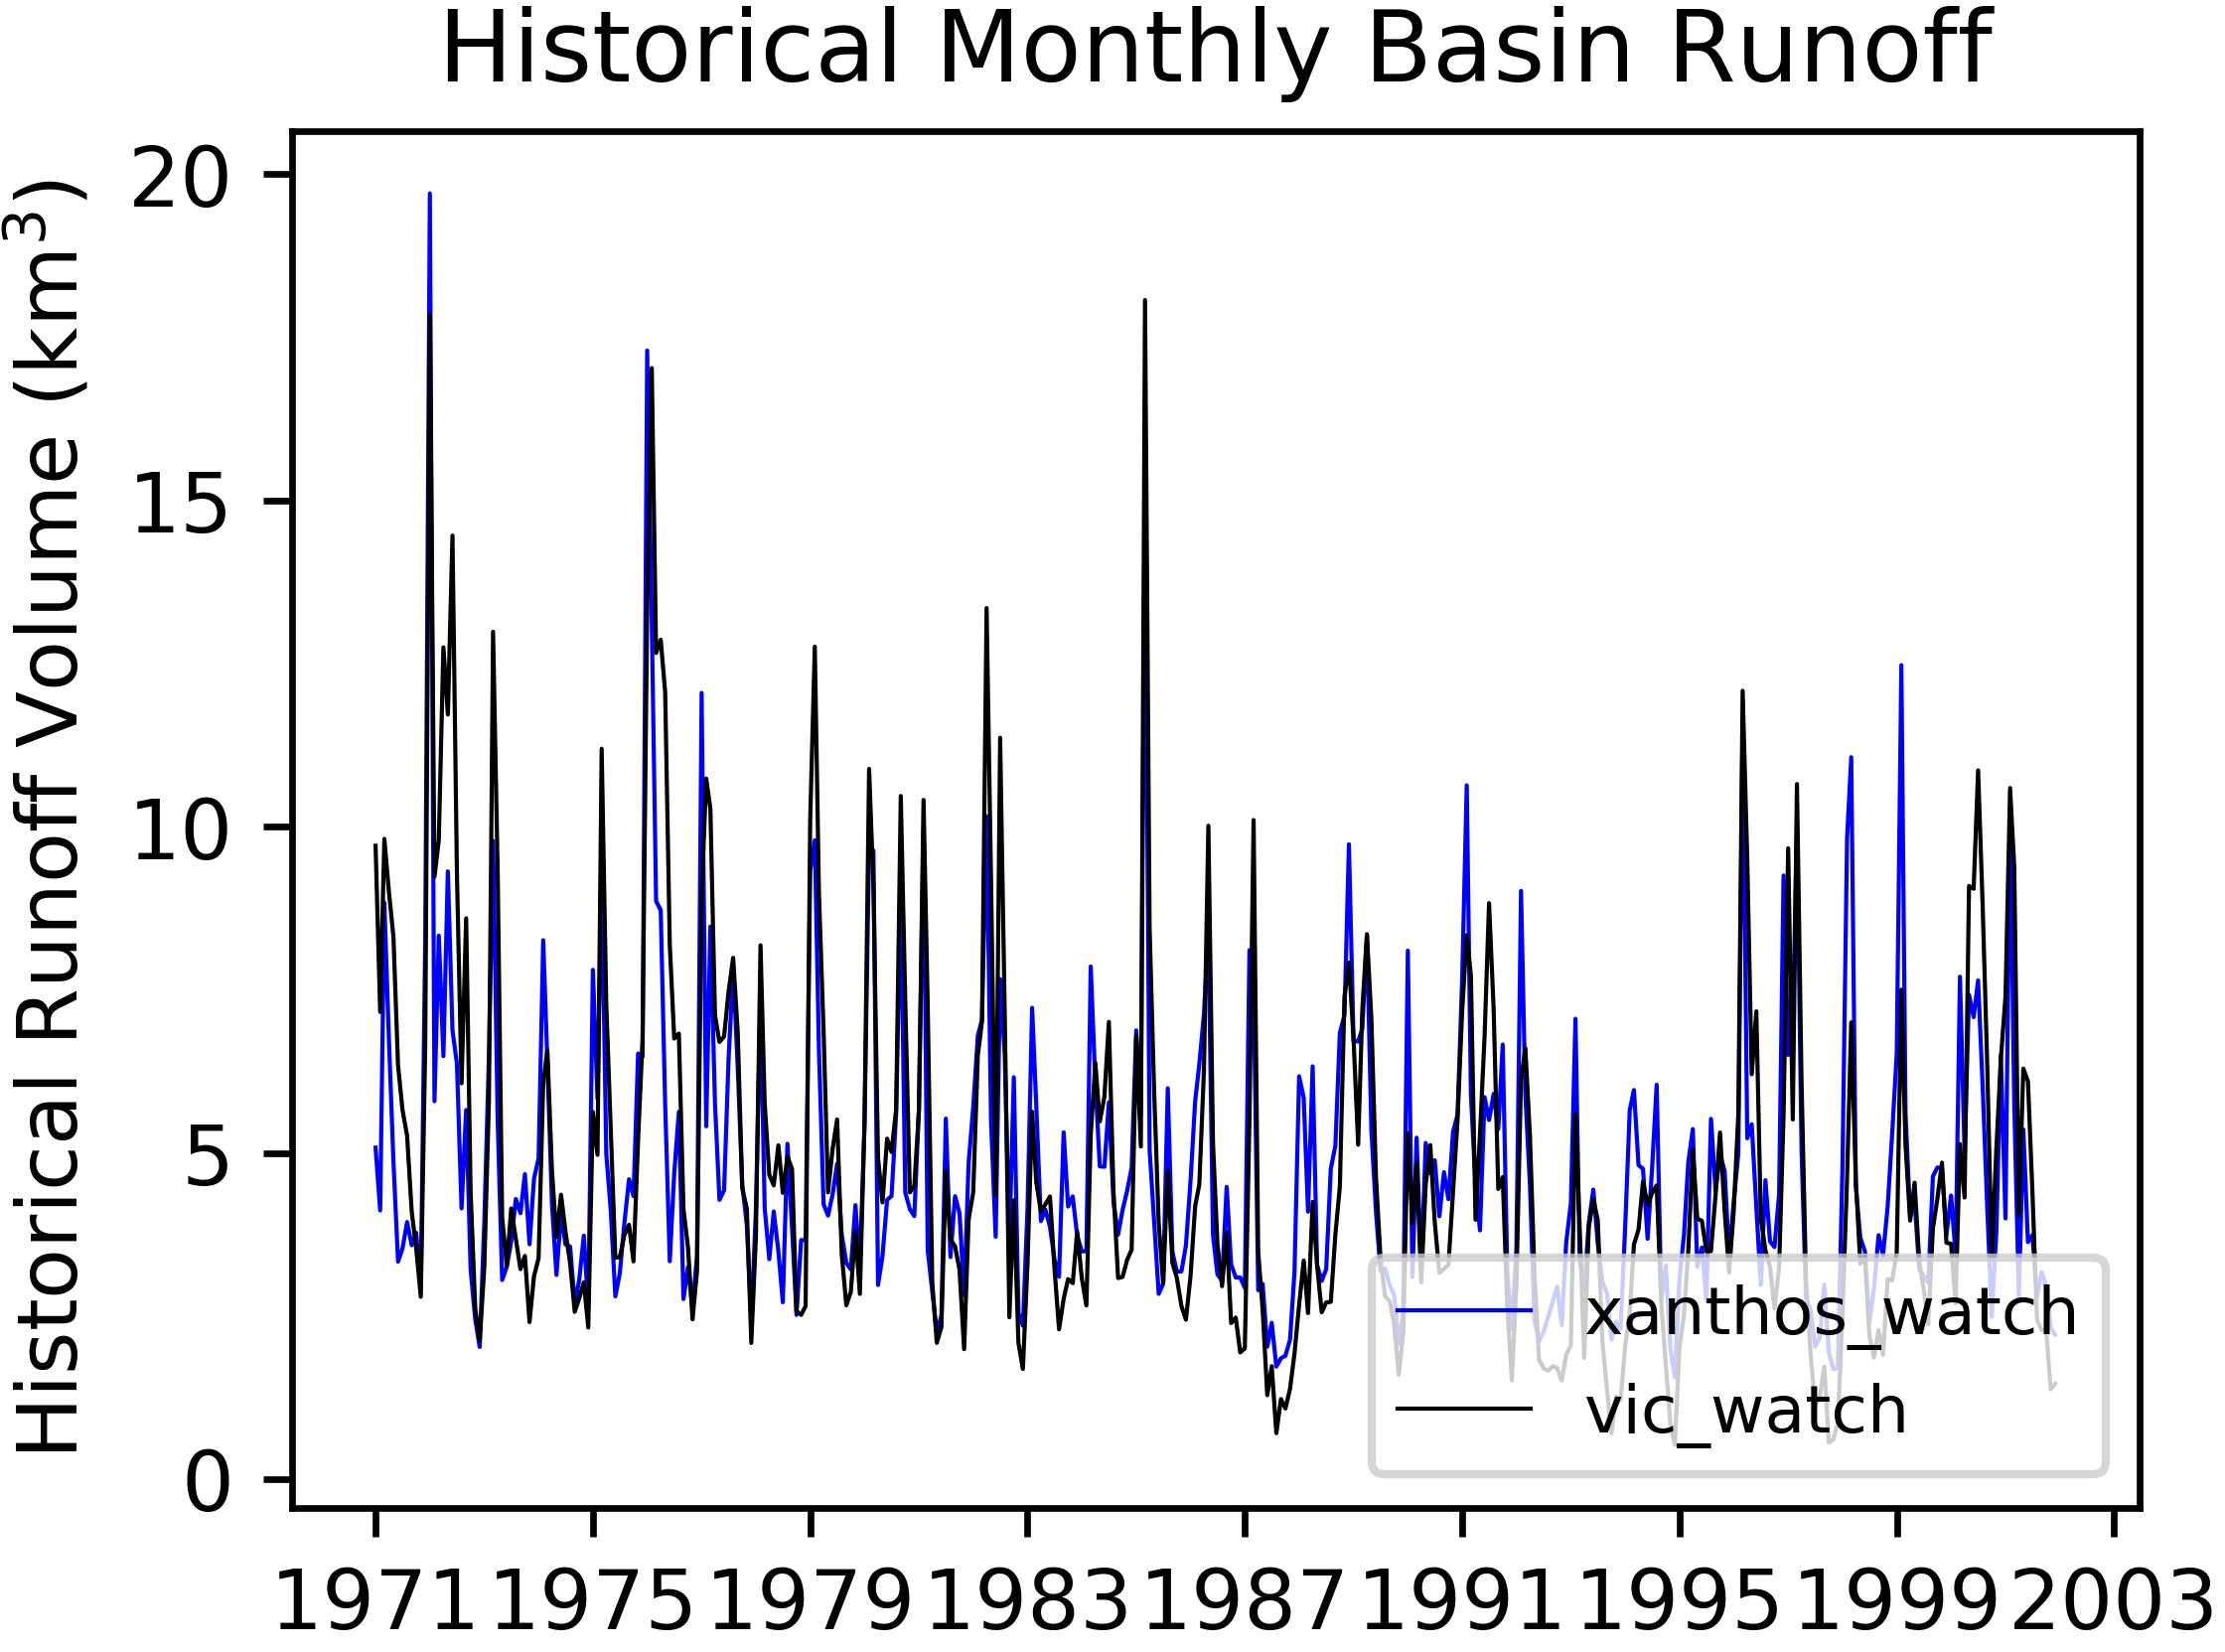 Historical Monthly Basin Runoff
Historical Runoff Volume (km³)
20
15
10
5
0
xanthos_watch
vic_watch
1971 1975 1979 1983 1987 1991 1995 1999 2003